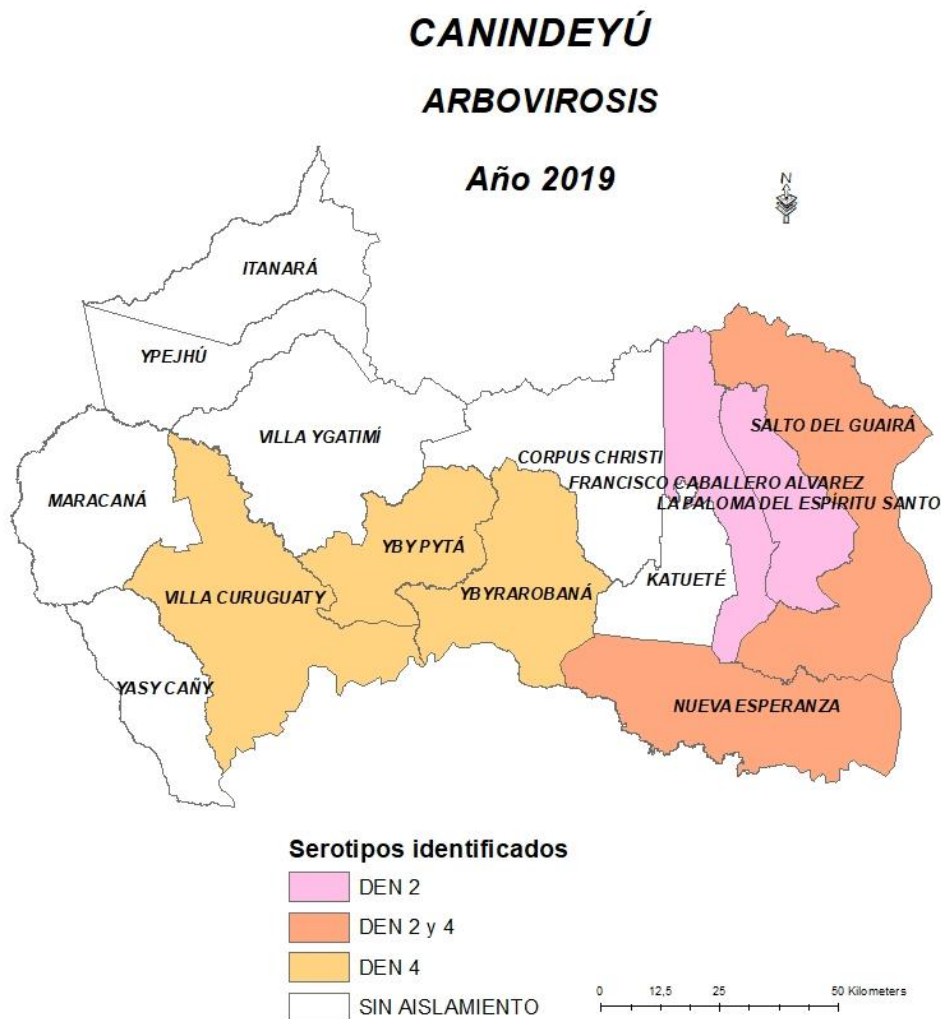 CANINDEYÚ
ARBOVIROSIS
Año 2019
N
ITANARÁ
YPEJHÚ
VILLA YGATIMÍ
SALTO DEL GUAIRÁ
CORPUS CHRISTI
FRANCISCO CABALLERO ALVAREZ
MARACANÁ
LA PALOMA DEL ESPÍRITU SANTO
YBY PYTÁ
KATUETÉ
VILLA CURUGUATY
YBYRAROBANÁ
YASY CAÑY
NUEVA ESPERANZA
Serotipos identificados
DEN 2
DEN 2 y 4
DEN 4
SIN AISLAMIENTO
0 12,5 25 50 Kilometers